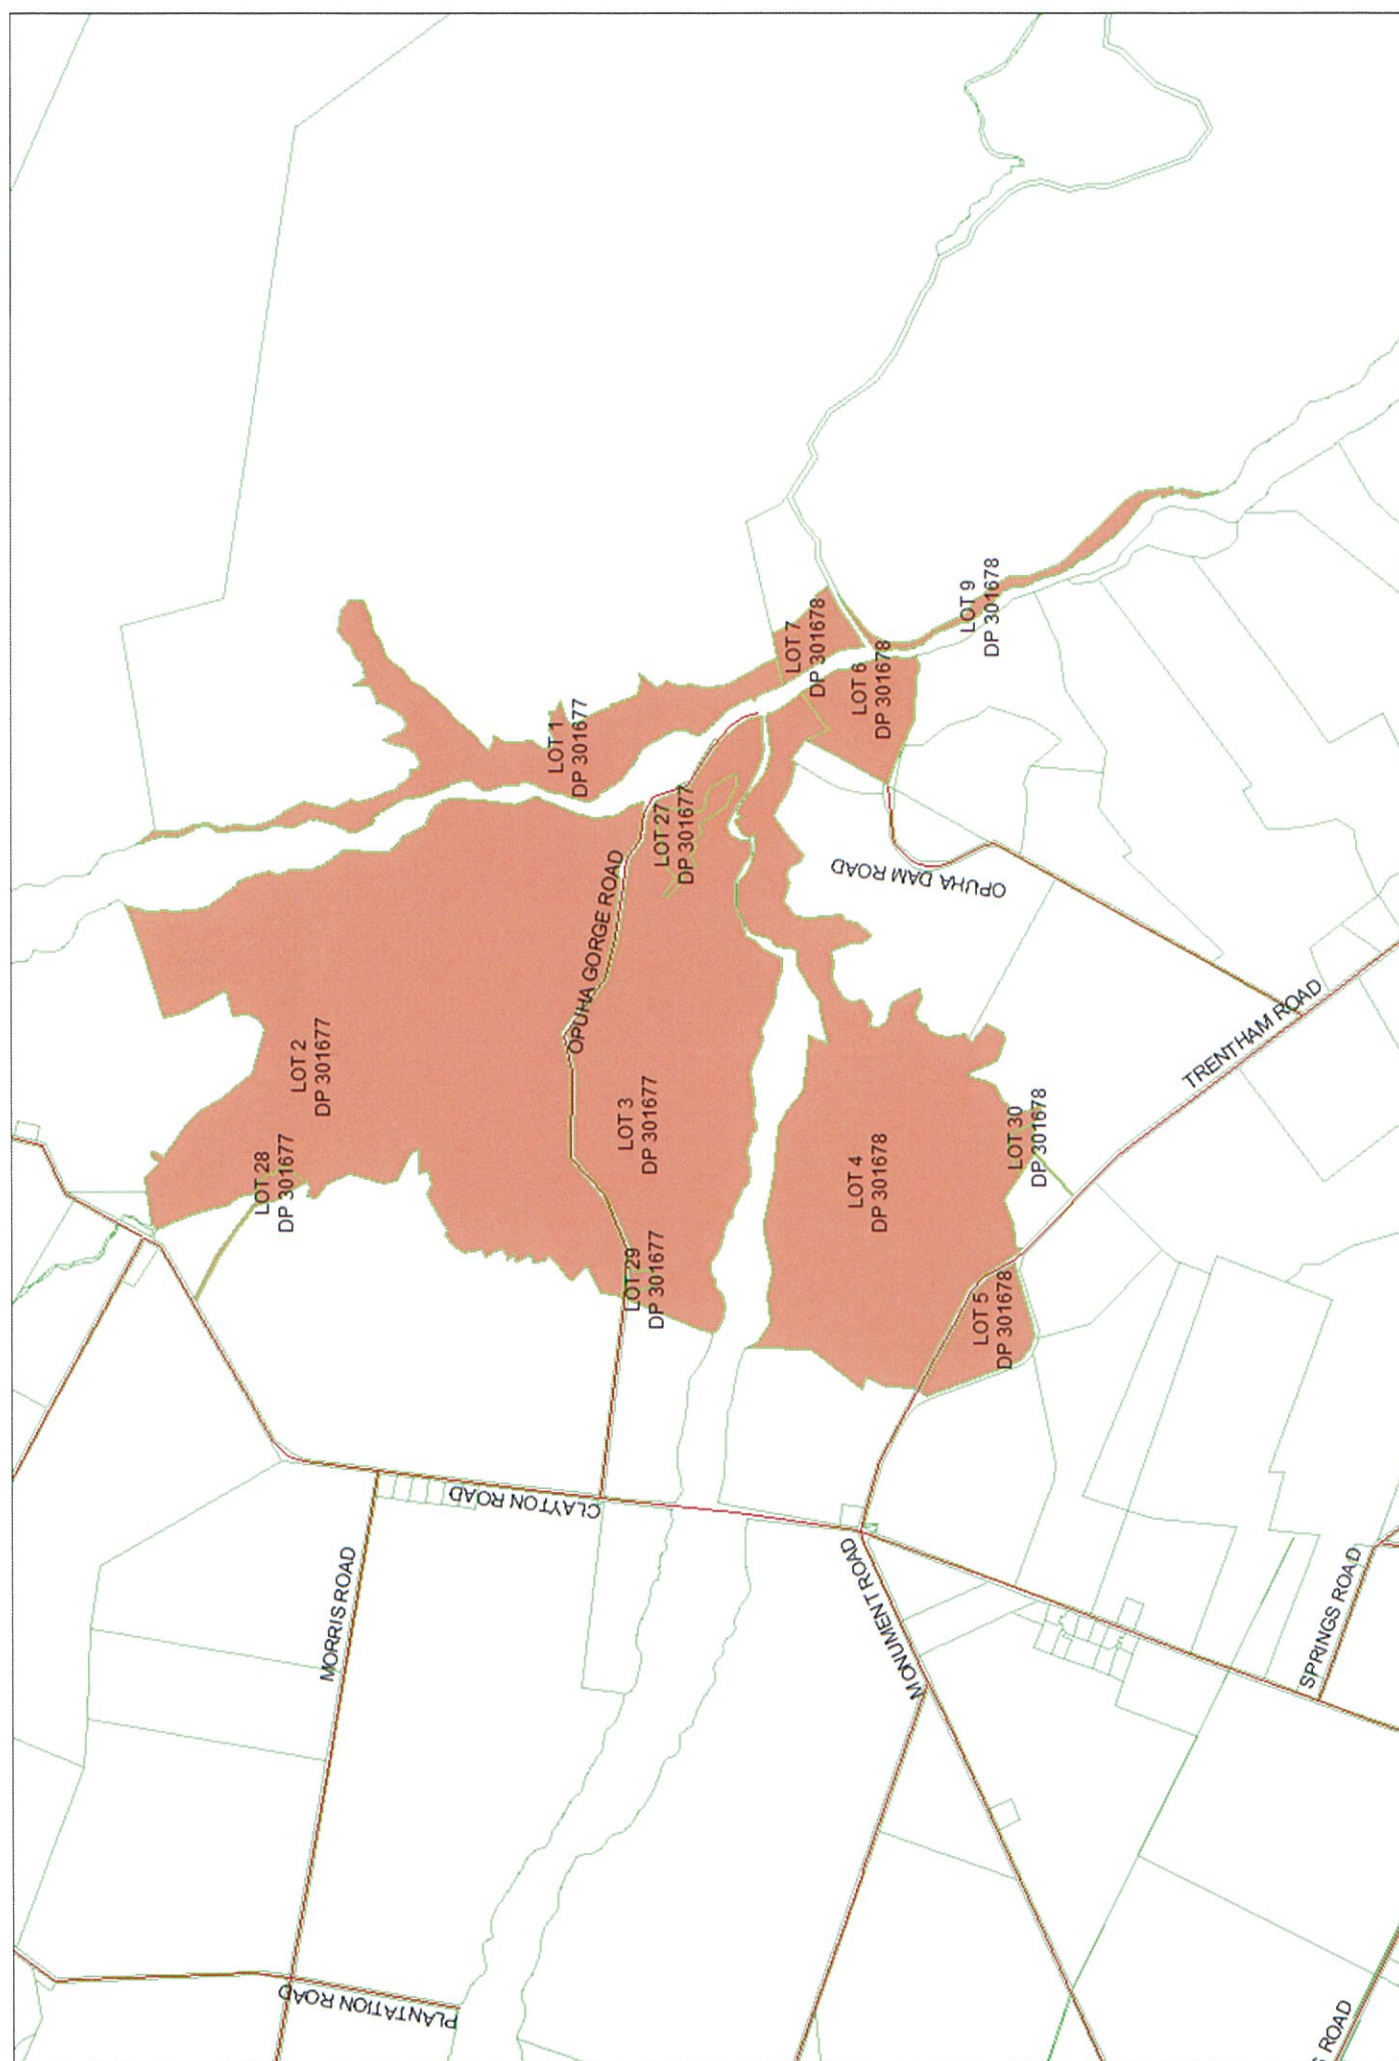 LOT 1
DP 301677
LOT 7
DP 301678
LOT 6
DP 301678
LOT 9
DP 301678
LOT 27
DP 301677
OPUHA GORGE ROAD
OPUHA DAM ROAD
LOT 2
DP 301677
LOT 28
DP 301677
LOT 3
DP 301677
LOT 29
DP 301677
LOT 4
DP 301678
LOT 30
DP 301678
LOT 5
DP 301678
TRENTHAM ROAD
CLAYTON ROAD
MORRIS ROAD
MONUMENT ROAD
SPRINGS ROAD
PLANTATION ROAD
S ROAD